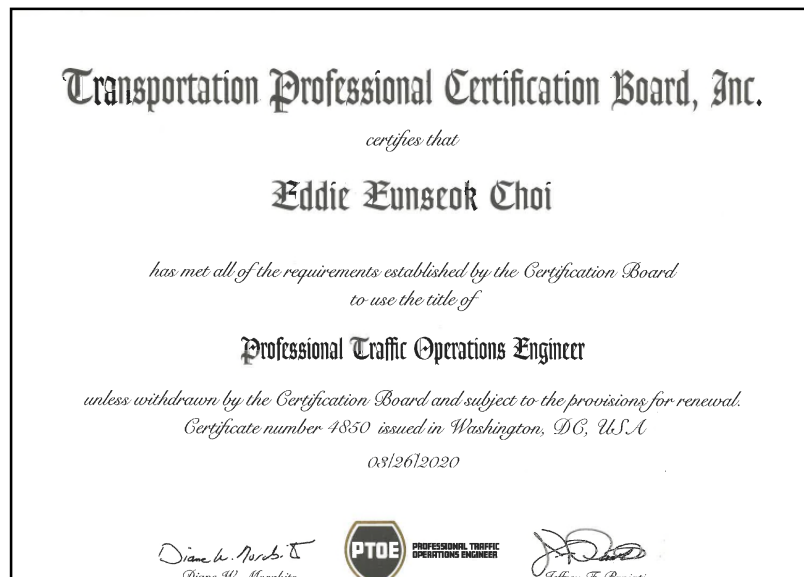 Transportation Professional Certification Board, Inc.
certifies that
Eddie Eunseok Choi
has met all of the requirements established by the Certification Board
to use the title of
Professional Traffic Operations Engineer
unless withdrawn by the Certification Board and subject to the provisions for renewal.
Certificate number 4850 issued in Washington, DC, USA
03/26/2020
PTOE
PROFESSIONAL TRAFFIC
OPERATIONS ENGINEER
Diane W.
Jeffrey F.